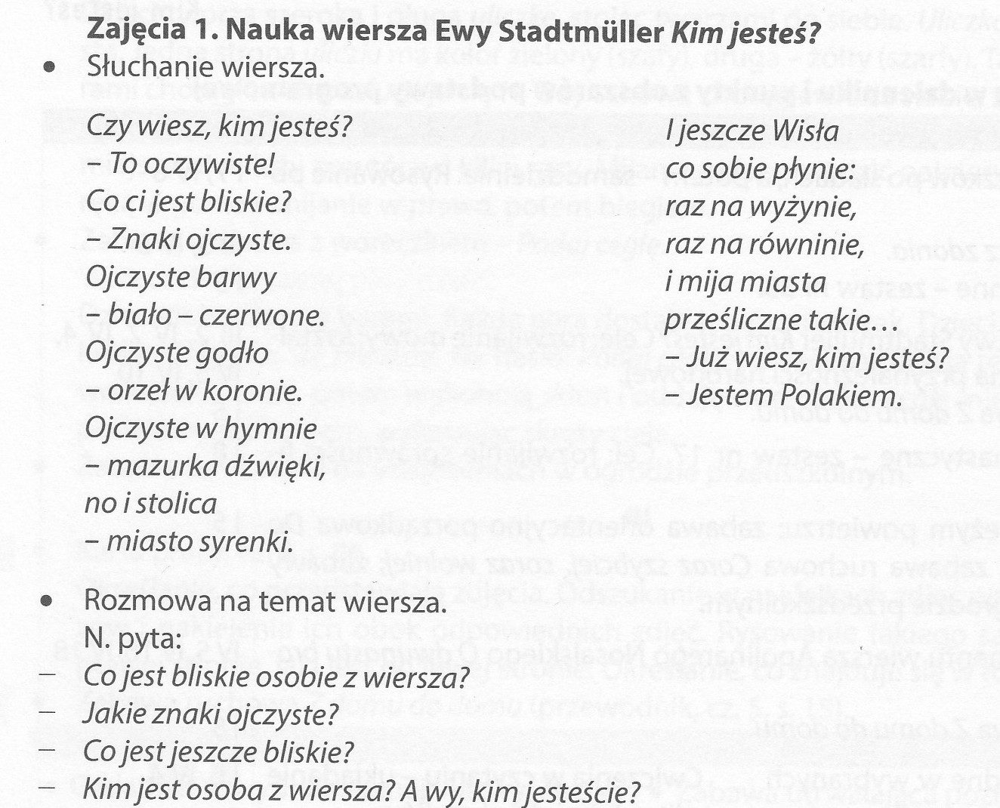 Zajęcia 1. Nauka wiersza Ewy Stadtmüller Kim jesteś?
• Słuchanie wiersza.
Czy wiesz, kim jesteś?
– To oczywiste!
Co ci jest bliskie?
– Znaki ojczyste.
Ojczyste barwy
– biało – czerwone.
Ojczyste godło
– orzeł w koronie.
Ojczyste w hymnie
– mazurka dźwięki,
no i stolica
– miasto syrenki.
I jeszcze Wisła
co sobie płynie:
raz na wyżynie,
raz na równinie,
i mija miasta
prześliczne takie…
– Już wiesz, kim jesteś?
– Jestem Polakiem.
• Rozmowa na temat wiersza.
N. pyta:
– Co jest bliskie osobie z wiersza?
– Jakie znaki ojczyste?
– Co jest jeszcze bliskie?
– Kim jest osoba z wiersza? A wy, kim jesteście?